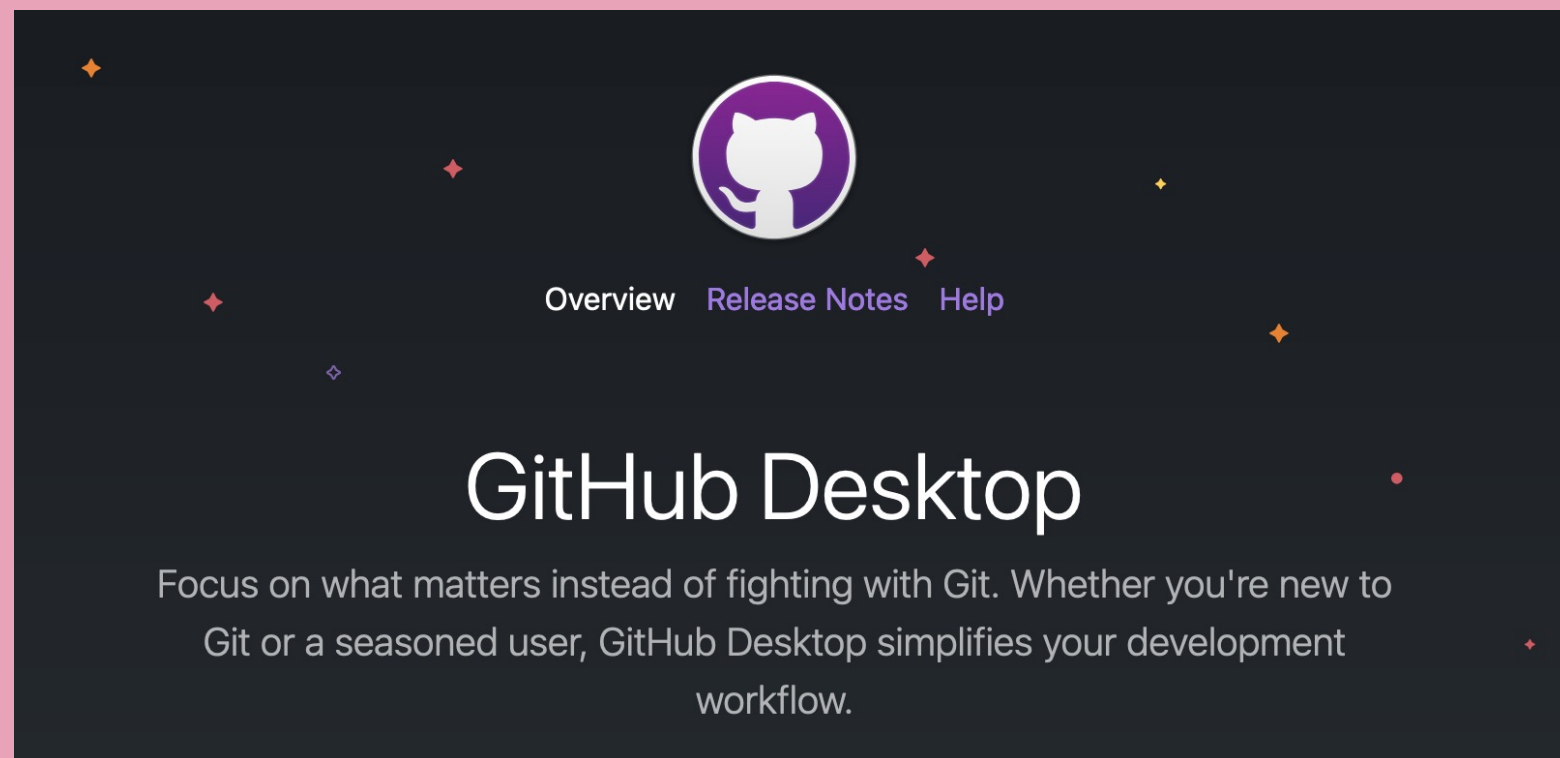 Overview Release Notes Help
GitHub Desktop
Focus on what matters instead of fighting with Git. Whether you're new to
Git or a seasoned user, GitHub Desktop simplifies your development
workflow.